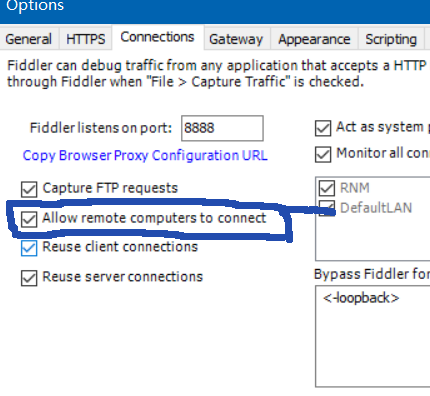 Options
General HTTPS Connections Gateway Appearance Scripting
Fiddler can debug traffic from any application that accepts a HTTP
through Fiddler when "File > Capture Traffic" is checked.
Fiddler listens on port: 8888
Copy Browser Proxy Configuration URL
Capture FTP requests
Allow remote computers to connect
Reuse client connections
Reuse server connections
Act as system
Monitor all
RNM
DefaultLAN
Bypass Fiddler for
<-loopback>